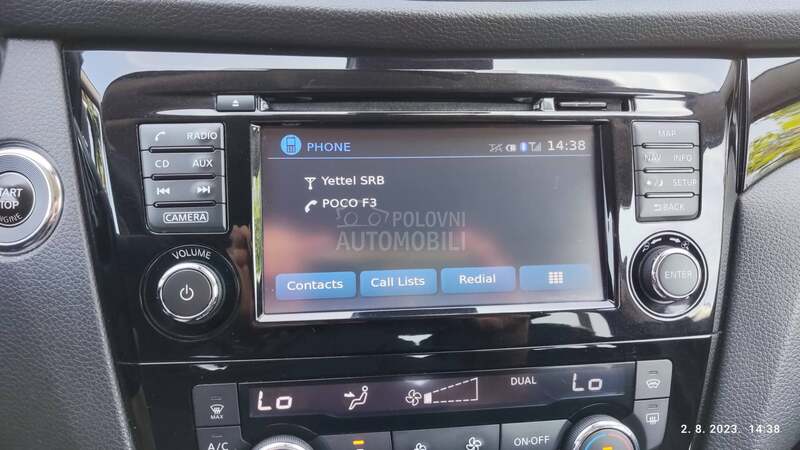 RADIO
CD AUX
CAMERA
VOLUME
START
STOP
ENGINE
PHONE 14:38
Yettel SRB
POCO F3
POLOVNI
AUTOMOBILI
Contacts Call Lists Redial
MAP
NAV INFO
SETUP
BACK
ENTER
Lo DUAL Lo
MAX
A/C
ON·OFF
2. 8. 2023. 14:38